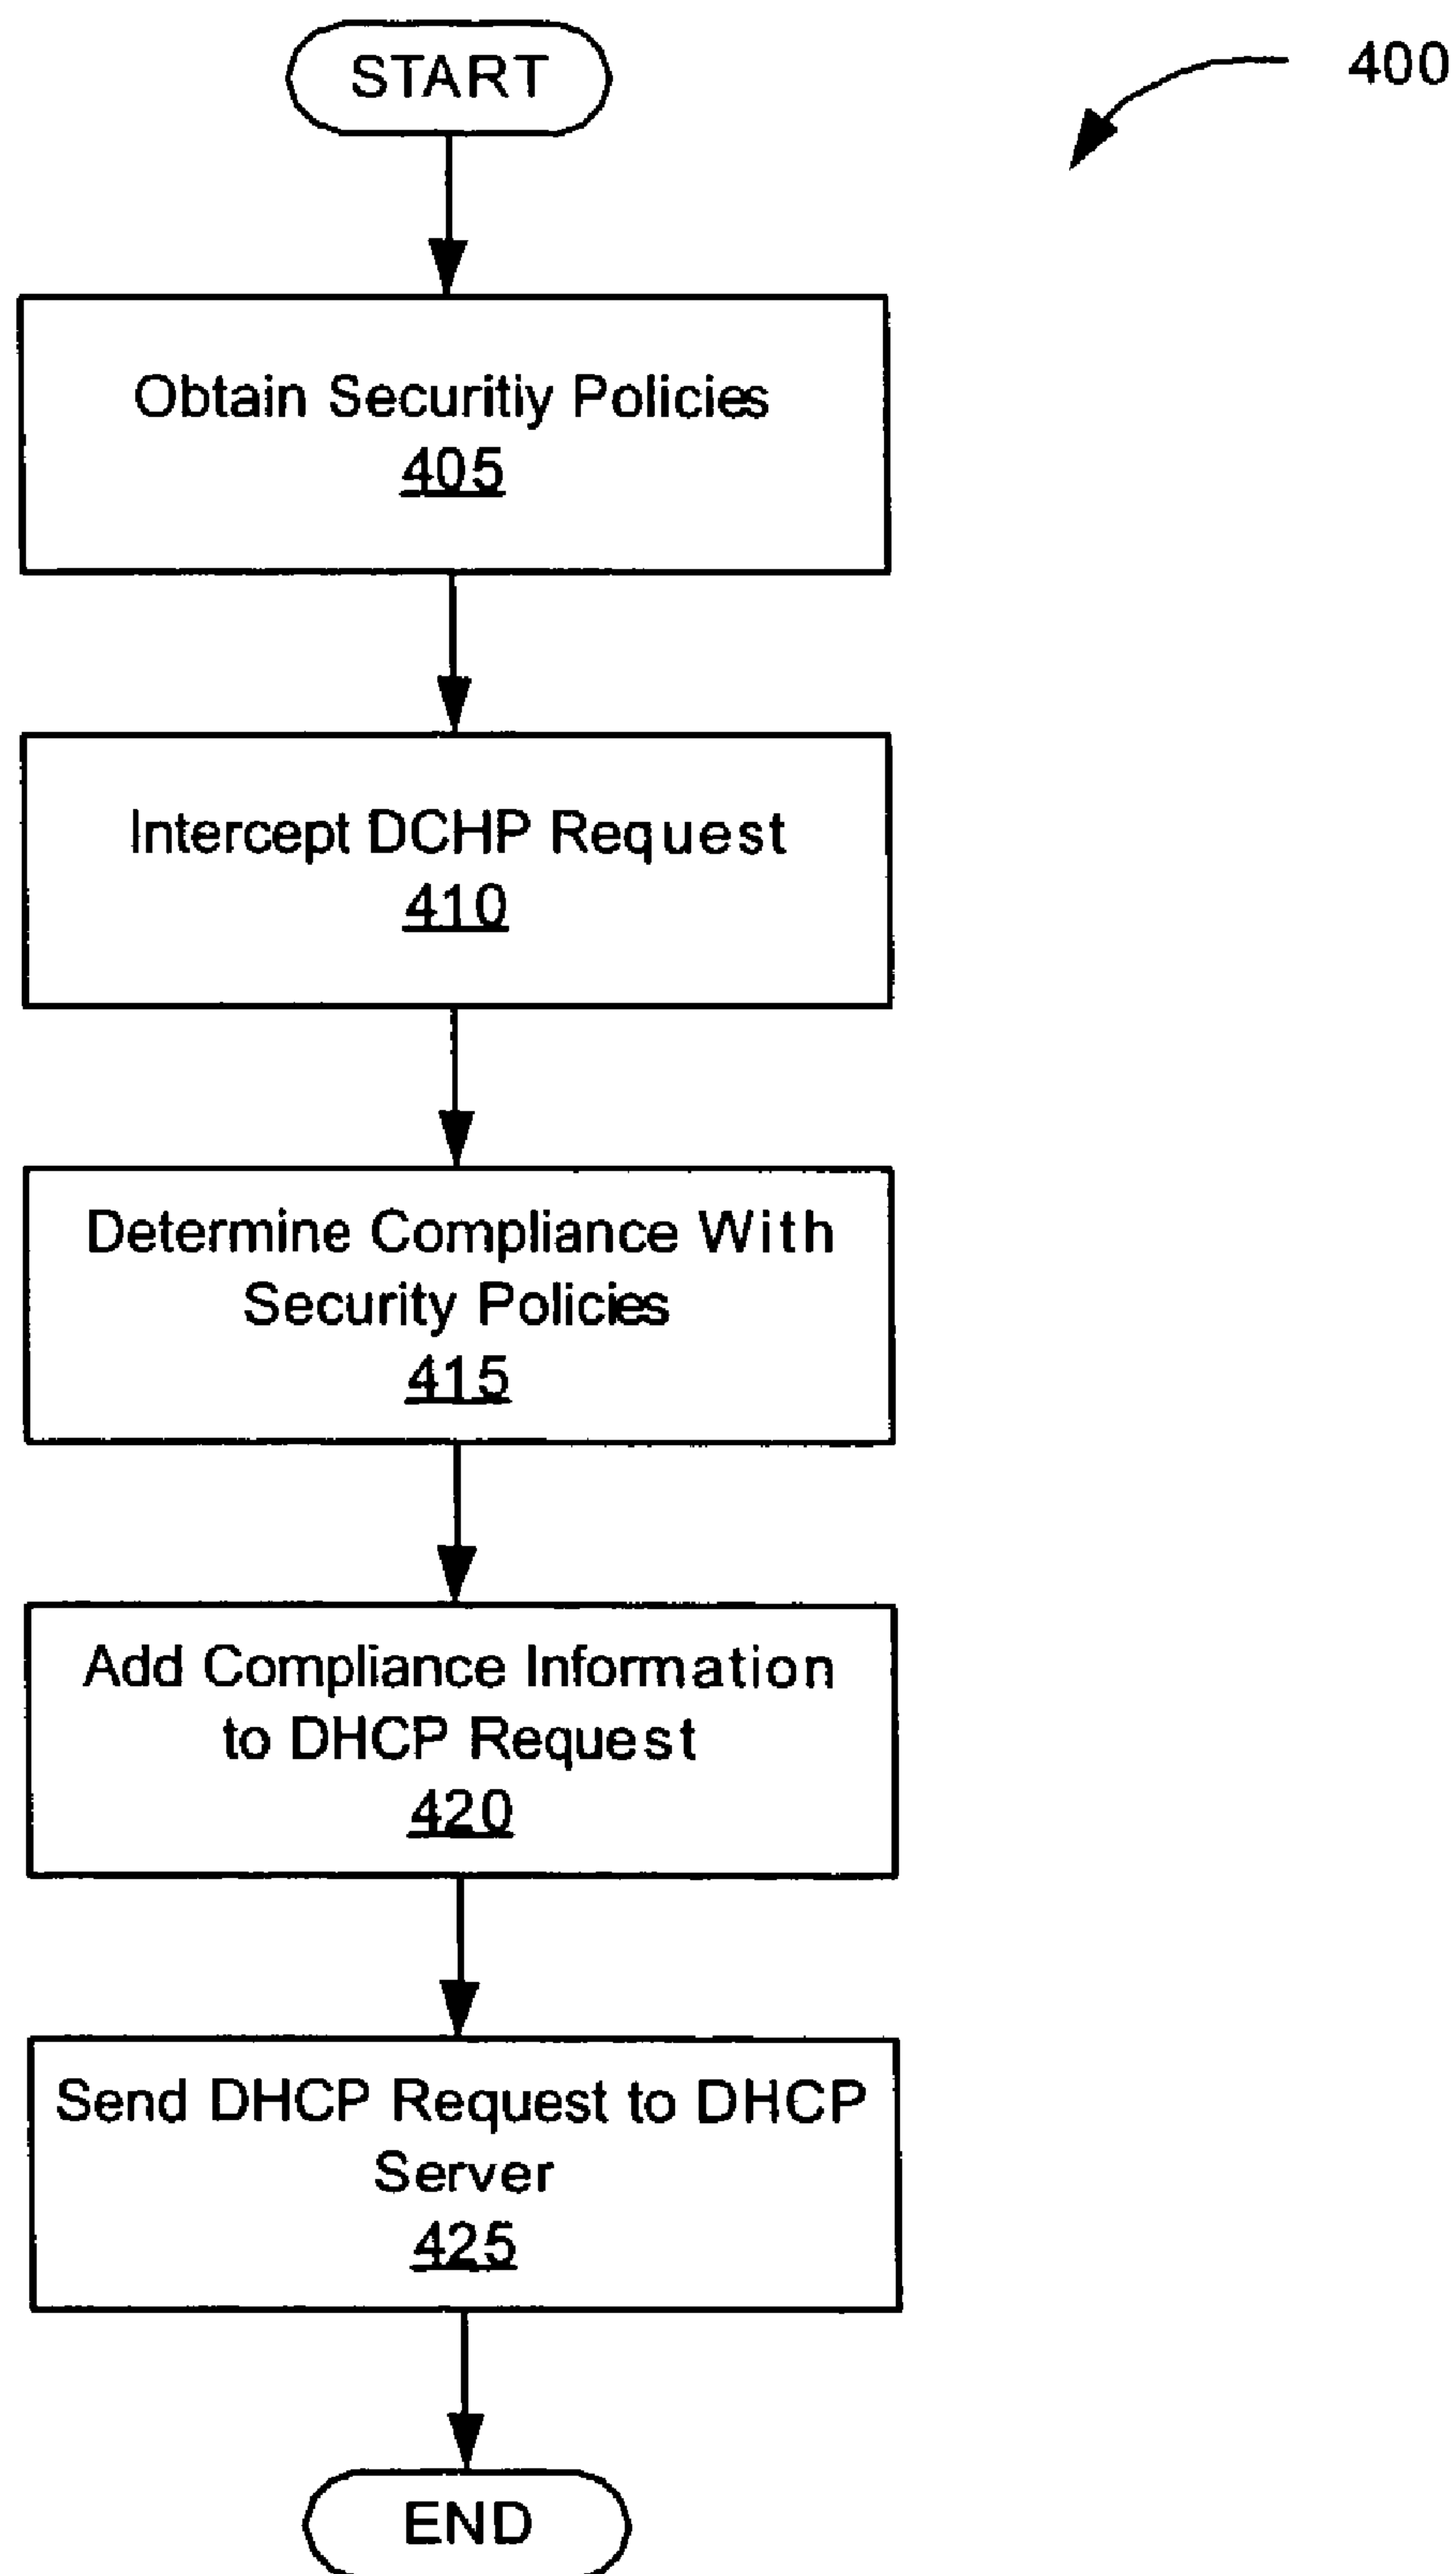 START
400
Obtain Securitiy Policies
405
Intercept DCHP Request
410
Determine Compliance With
Security Policies
415
Add Compliance Information
to DHCP Request
420
Send DHCP Request to DHCP
Server
425
END